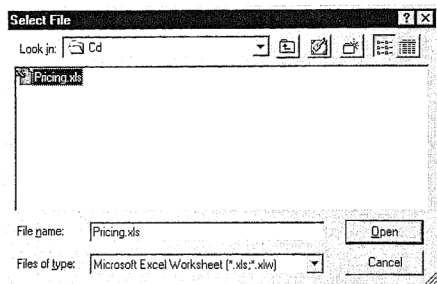 Select File
Look in: Cd
Pricing.xls
File name: Pricing.xls Open
Files of type: Microsoft Excel Worksheet (*.xls;*.xlw) Cancel